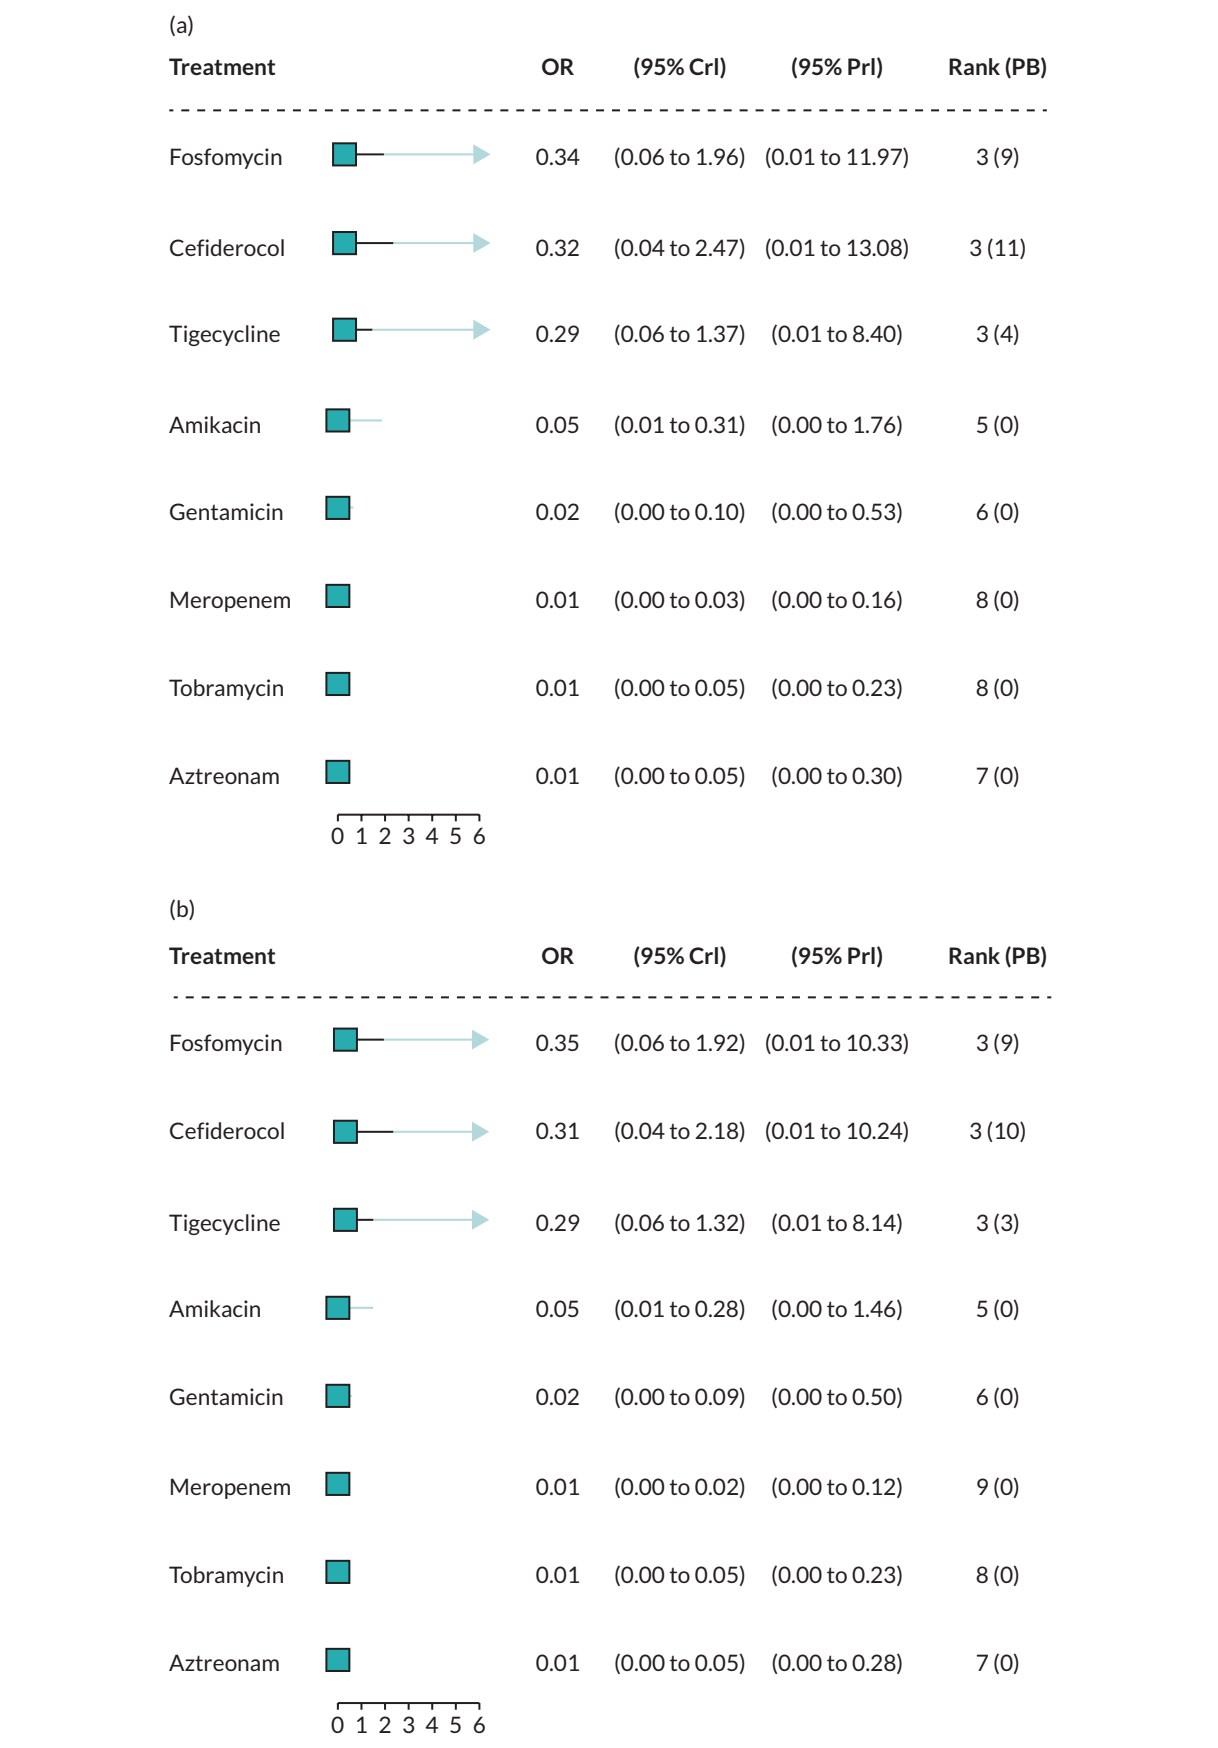 (a)
Treatment OR (95% CrI) (95% PrI) Rank (PB)
Fosfomycin 0.34 (0.06 to 1.96) (0.01 to 11.97) 3 (9)
Cefiderocol 0.32 (0.04 to 2.47) (0.01 to 13.08) 3 (11)
Tigecycline 0.29 (0.06 to 1.37) (0.01 to 8.40) 3 (4)
Amikacin 0.05 (0.01 to 0.31) (0.00 to 1.76) 5 (0)
Gentamicin 0.02 (0.00 to 0.10) (0.00 to 0.53) 6 (0)
Meropenem 0.01 (0.00 to 0.03) (0.00 to 0.16) 8 (0)
Tobramycin 0.01 (0.00 to 0.05) (0.00 to 0.23) 8 (0)
Aztreonam 0.01 (0.00 to 0.05) (0.00 to 0.30) 7 (0)
0 1 2 3 4 5 6
(b)
Treatment OR (95% CrI) (95% PrI) Rank (PB)
Fosfomycin 0.35 (0.06 to 1.92) (0.01 to 10.33) 3 (9)
Cefiderocol 0.31 (0.04 to 2.18) (0.01 to 10.24) 3 (10)
Tigecycline 0.29 (0.06 to 1.32) (0.01 to 8.14) 3 (3)
Amikacin 0.05 (0.01 to 0.28) (0.00 to 1.46) 5 (0)
Gentamicin 0.02 (0.00 to 0.09) (0.00 to 0.50) 6 (0)
Meropenem 0.01 (0.00 to 0.02) (0.00 to 0.12) 9 (0)
Tobramycin 0.01 (0.00 to 0.05) (0.00 to 0.23) 8 (0)
Aztreonam 0.01 (0.00 to 0.05) (0.00 to 0.28) 7 (0)
0 1 2 3 4 5 6